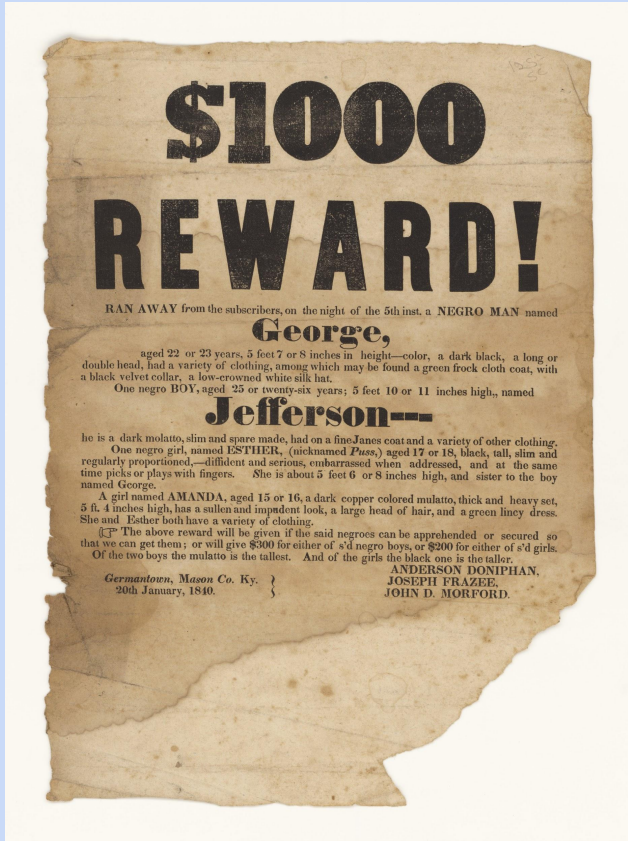 $1000
REWARD!
RAN AWAY from the subscribers, on the night of the 5th inst. a NEGRO MAN named
George,
aged 22 or 23 years, 5 feet 7 or 8 inches in height—color, a dark black, a long or
double head, had a variety of clothing, among which may be found a green frock cloth coat, with
a black velvet collar, a low-crowned white silk hat.
One negro BOY, aged 25 or twenty-six years; 5 feet 10 or 11 inches high,, named
Jefferson---
he is a dark molatto, slim and spare made, had on a fine Janes coat and a variety of other clothing.
One negro girl, named ESTHER, (nicknamed Puss,) aged 17 or 18, black, tall, slim and
regularly proportioned,—diffident and serious, embarrassed when addressed, and at the same
time picks or plays with fingers. She is about 5 feet 6 or 8 inches high, and sister to the boy
named George.
A girl named AMANDA, aged 15 or 16, a dark copper colored mulatto, thick and heavy set,
5 ft. 4 inches high, has a sullen and impudent look, a large head of hair, and a green lincy dress.
She and Esther both have a variety of clothing.
☞ The above reward will be given if the said negroes can be apprehended or secured so
that we can get them; or will give $300 for either of s'd negro boys, or $200 for either of s'd girls.
Of the two boys the mulatto is the tallest. And of the girls the black one is the taller.
ANDERSON DONIPHAN,
JOSEPH FRAZEE,
JOHN D. MORFORD.
Germantown, Mason Co. Ky. }
20th January, 1840.